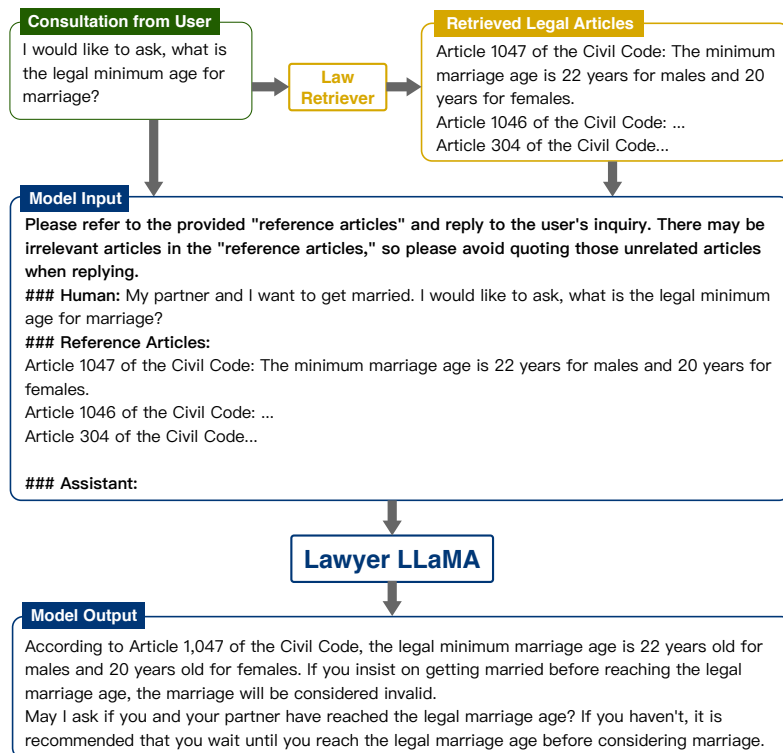 Consultation from User
I would like to ask, what is
the legal minimum age for
marriage?
Law
Retriever
Retrieved Legal Articles
Article 1047 of the Civil Code: The minimum
marriage age is 22 years for males and 20
years for females.
Article 1046 of the Civil Code: ...
Article 304 of the Civil Code...
Model Input
Please refer to the provided "reference articles" and reply to the user's inquiry. There may be
irrelevant articles in the "reference articles," so please avoid quoting those unrelated articles
when replying.
### Human: My partner and I want to get married. I would like to ask, what is the legal minimum
age for marriage?
### Reference Articles:
Article 1047 of the Civil Code: The minimum marriage age is 22 years for males and 20 years for
females.
Article 1046 of the Civil Code: ...
Article 304 of the Civil Code...
### Assistant:
Lawyer LLaMA
Model Output
According to Article 1,047 of the Civil Code, the legal minimum marriage age is 22 years old for
males and 20 years old for females. If you insist on getting married before reaching the legal
marriage age, the marriage will be considered invalid.
May I ask if you and your partner have reached the legal marriage age? If you haven't, it is
recommended that you wait until you reach the legal marriage age before considering marriage.